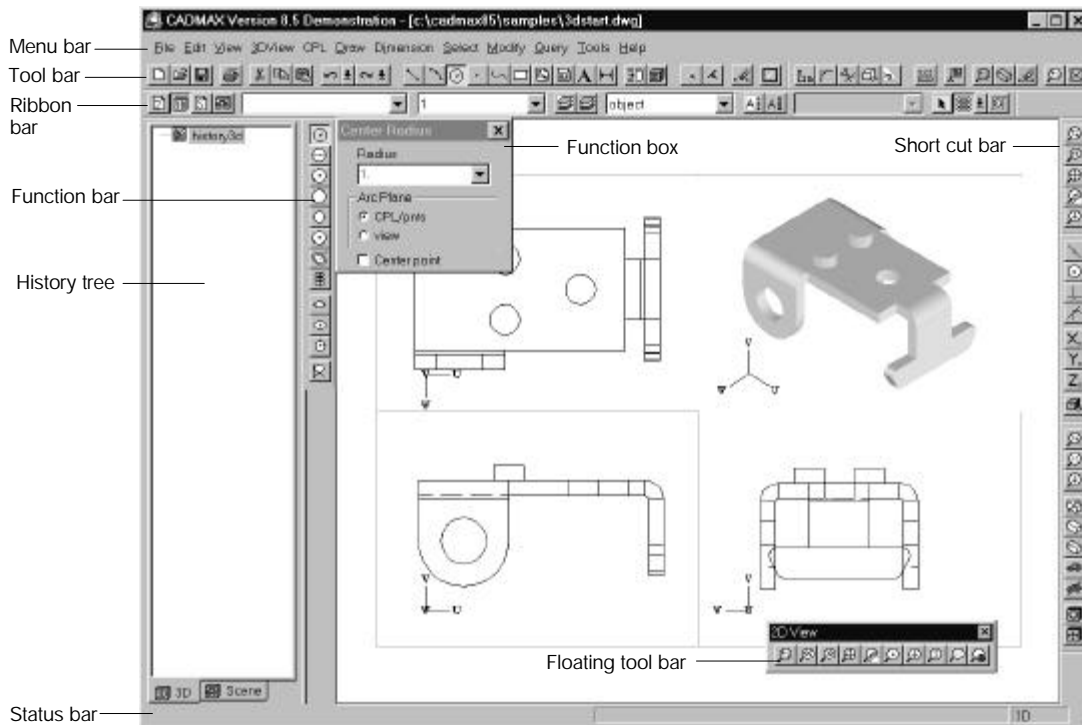 CADMAX Version 8.5 Demonstration - [c:\cadmax85\samples\3dstart.dwg]
Menu bar
File Edit View 3DView CPL Draw Dimension Select Modify Query Tools Help
Tool bar
Ribbon bar
1
object
history3d
Center Radius
Function box
Short cut bar
Radius
1.
Function bar
Arc Plane
CPL/pnts
view
Center point
History tree
V
W
U
V
U
W
V
W
U
V
W
U
2D View
Floating tool bar
3D
Scene
Status bar